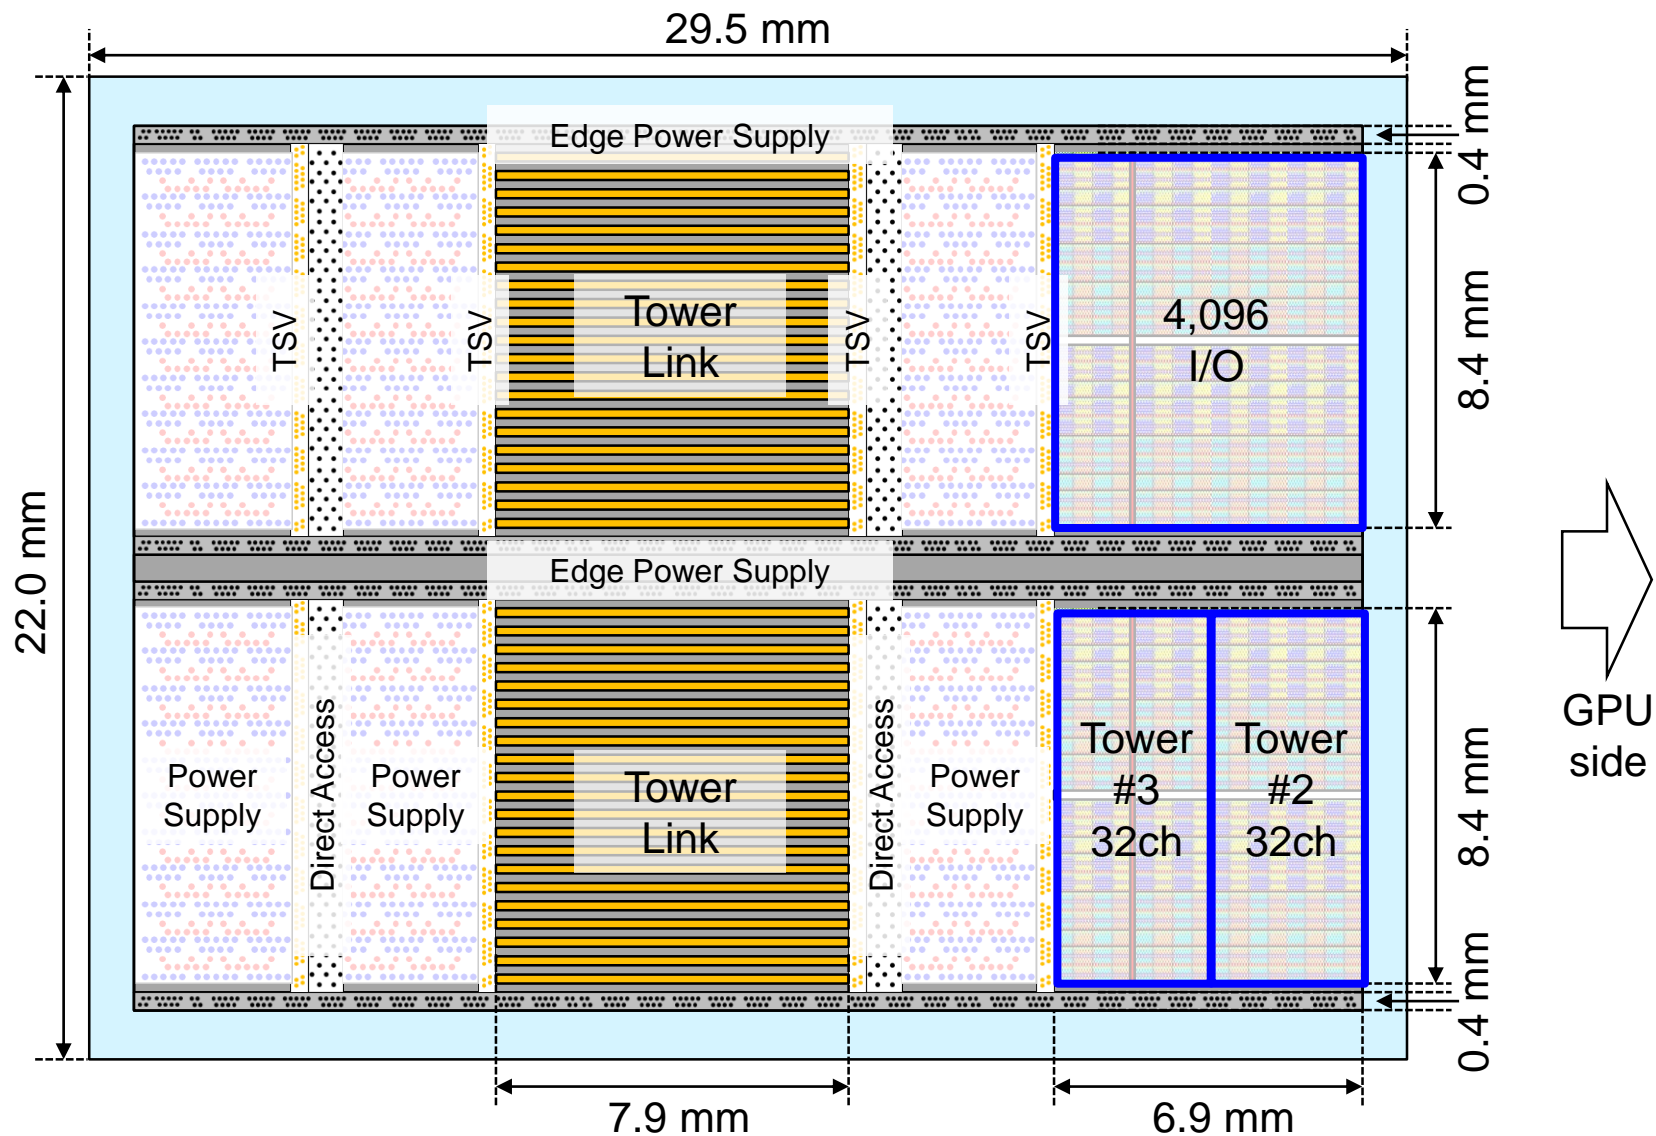 29.5 mm
0.4 mm
Edge Power Supply
TSV
TSV
Tower
Link
TSV
TSV
4,096
I/O
8.4 mm
22.0 mm
Edge Power Supply
GPU
side
Power
Supply
Direct Access
Power
Supply
Tower
Link
Direct Access
Power
Supply
Tower
#3
32ch
Tower
#2
32ch
8.4 mm
0.4 mm
7.9 mm
6.9 mm